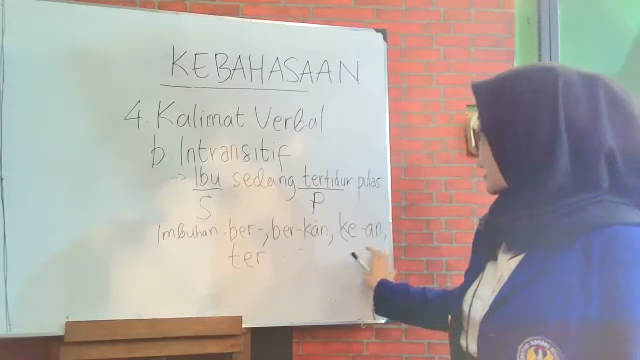 KEBAHASAAN
4. Kalimat Verbal
b. Intransitif
→ Ibu sedang tertidur pulas
S P
Imbuhan: ber-, ber-kan, ke-an,
ter